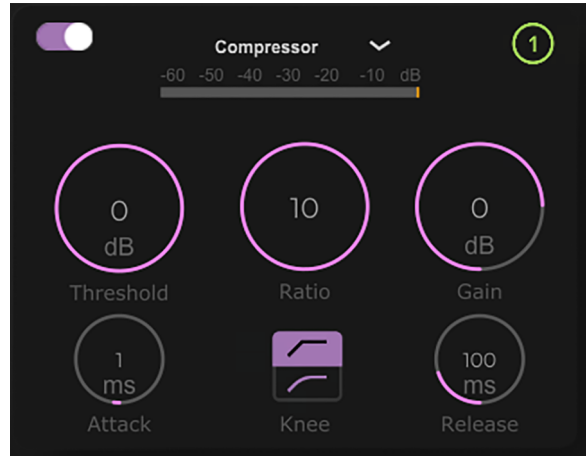 Compressor
1
-60 -50 -40 -30 -20 -10 dB
0 10 0
dB dB
Threshold Ratio Gain
1 100
ms ms
Attack Knee Release